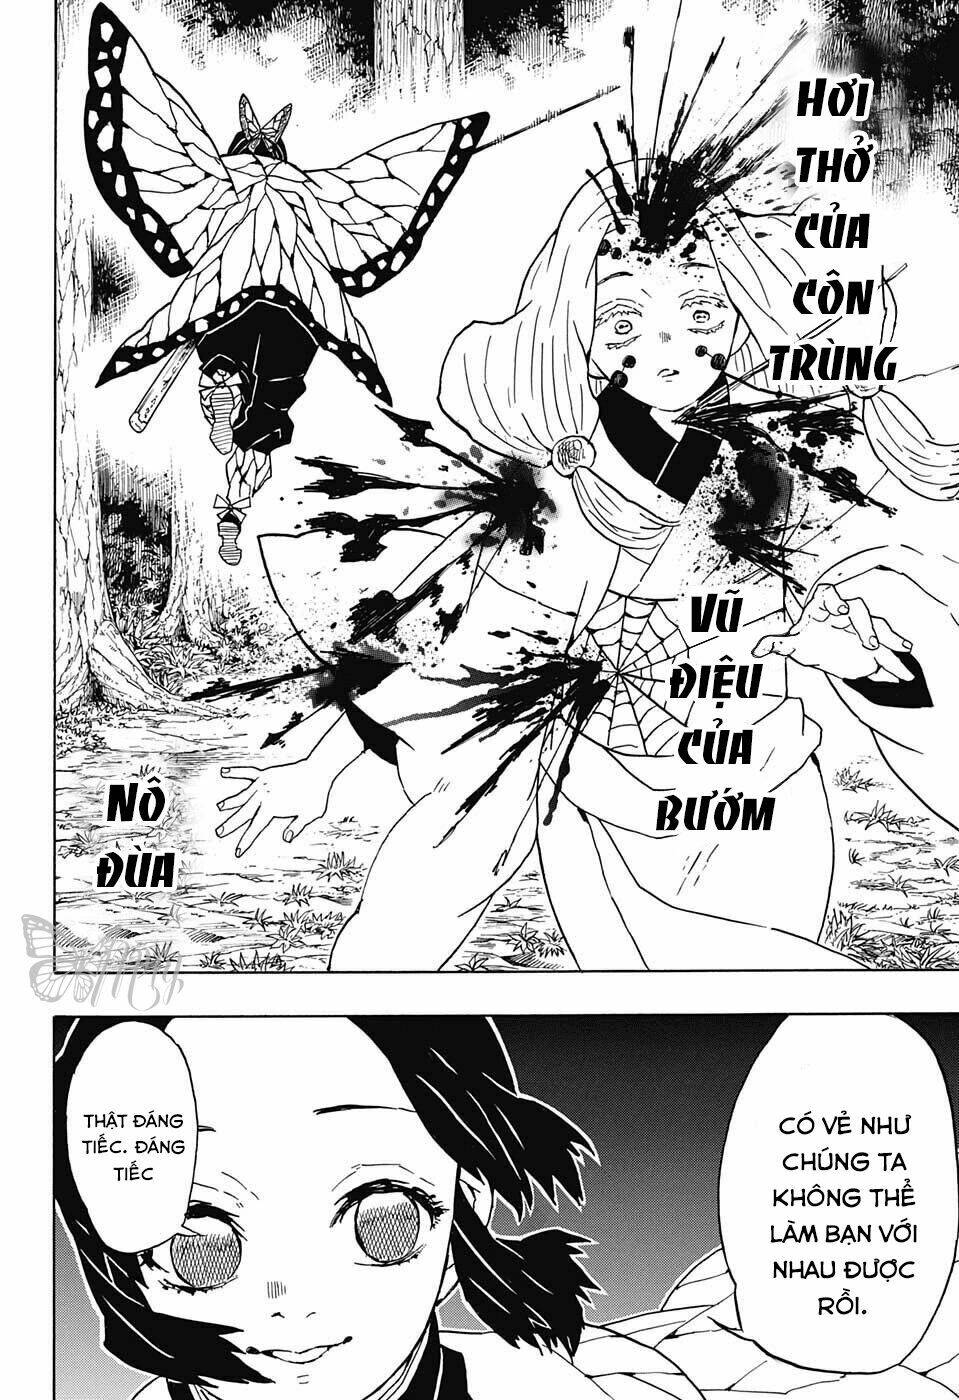 HƠI
THỞ
CỦA
CÔN
TRÙNG
VŨ
ĐIỆU
CỦA
BƯỚM
NÔ
ĐÙA
CÓ VẺ NHƯ
CHÚNG TA
KHÔNG THỂ
LÀM BẠN VỚI
NHAU ĐƯỢC
RỒI.
THẬT ĐÁNG
TIẾC. ĐÁNG
TIẾC